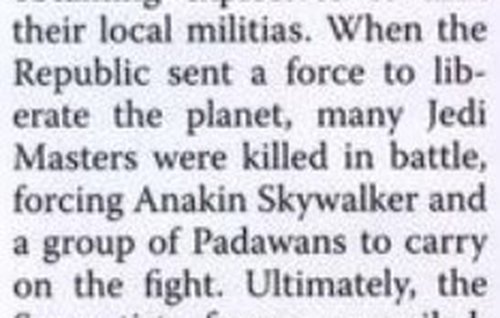 their local militias. When the
Republic sent a force to lib-
erate the planet, many Jedi
Masters were killed in battle,
forcing Anakin Skywalker and
a group of Padawans to carry
on the fight. Ultimately, the